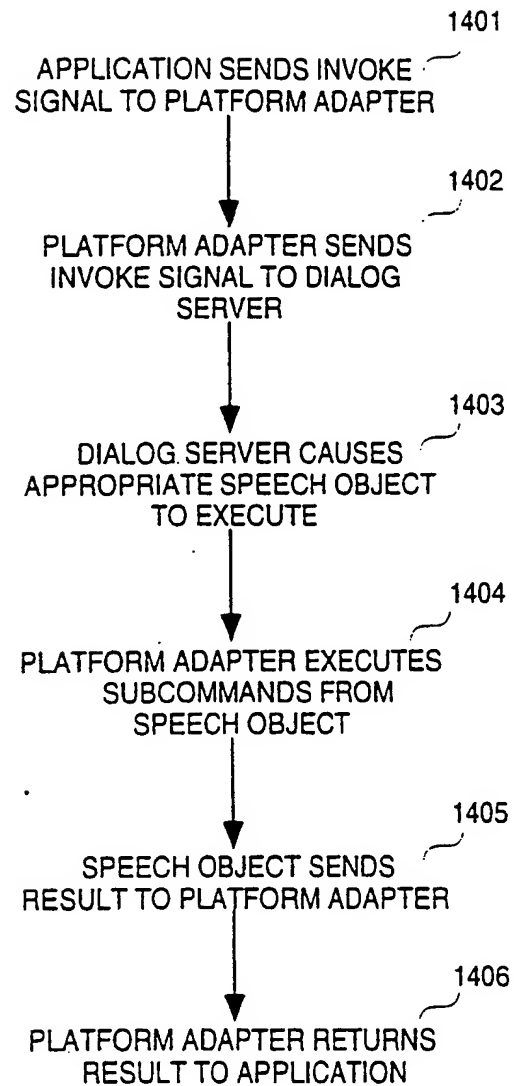 1401
APPLICATION SENDS INVOKE
SIGNAL TO PLATFORM ADAPTER
1402
PLATFORM ADAPTER SENDS
INVOKE SIGNAL TO DIALOG
SERVER
1403
DIALOG SERVER CAUSES
APPROPRIATE SPEECH OBJECT
TO EXECUTE
1404
PLATFORM ADAPTER EXECUTES
SUBCOMMANDS FROM
SPEECH OBJECT
1405
SPEECH OBJECT SENDS
RESULT TO PLATFORM ADAPTER
1406
PLATFORM ADAPTER RETURNS
RESULT TO APPLICATION